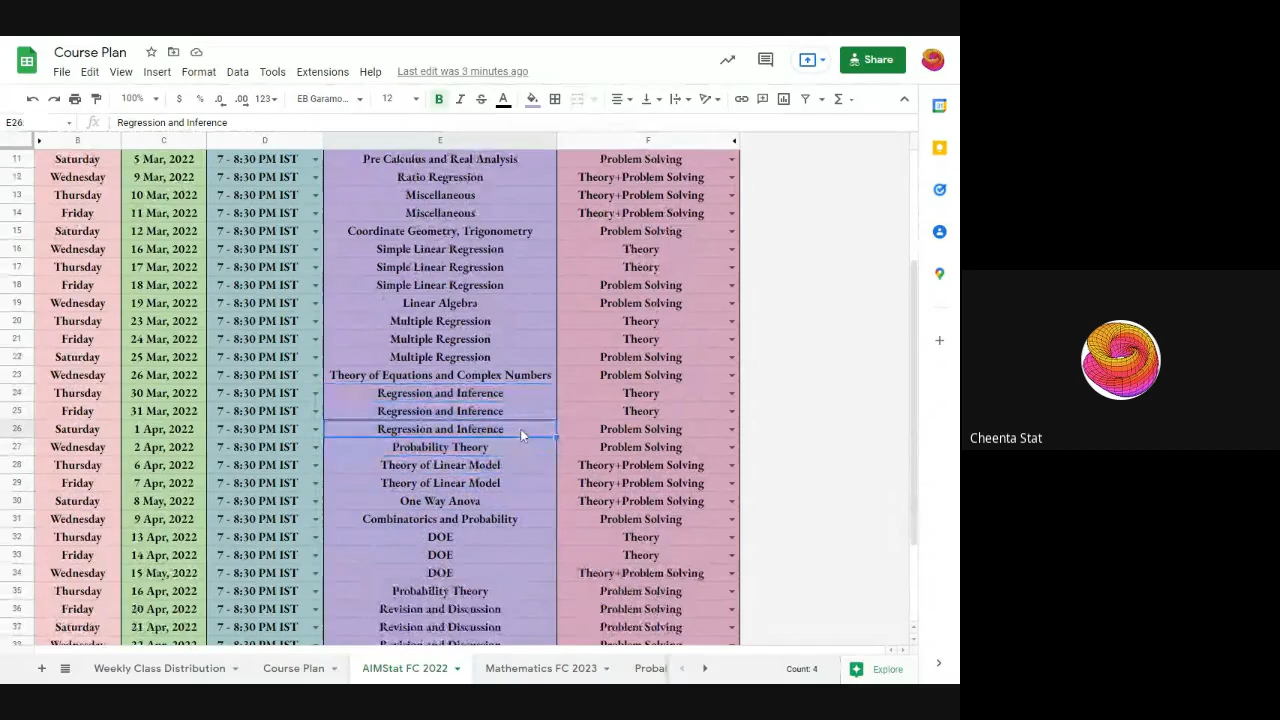 Course Plan
File Edit View Insert Format Data Tools Extensions Help Last edit was 3 minutes ago
Share
100% $ % .0 .00 123 EB Garamo... 12 B I S A
E26 fx Regression and Inference
B C D E F
11 Saturday 5 Mar, 2022 7 - 8:30 PM IST Pre Calculus and Real Analysis Problem Solving
12 Wednesday 9 Mar, 2022 7 - 8:30 PM IST Ratio Regression Theory+Problem Solving
13 Thursday 10 Mar, 2022 7 - 8:30 PM IST Miscellaneous Theory+Problem Solving
14 Friday 11 Mar, 2022 7 - 8:30 PM IST Miscellaneous Theory+Problem Solving
15 Saturday 12 Mar, 2022 7 - 8:30 PM IST Coordinate Geometry, Trigonometry Problem Solving
16 Wednesday 16 Mar, 2022 7 - 8:30 PM IST Simple Linear Regression Theory
17 Thursday 17 Mar, 2022 7 - 8:30 PM IST Simple Linear Regression Theory
18 Friday 18 Mar, 2022 7 - 8:30 PM IST Simple Linear Regression Problem Solving
19 Wednesday 19 Mar, 2022 7 - 8:30 PM IST Linear Algebra Problem Solving
20 Thursday 23 Mar, 2022 7 - 8:30 PM IST Multiple Regression Theory
21 Friday 24 Mar, 2022 7 - 8:30 PM IST Multiple Regression Theory
22 Saturday 25 Mar, 2022 7 - 8:30 PM IST Multiple Regression Problem Solving
23 Wednesday 26 Mar, 2022 7 - 8:30 PM IST Theory of Equations and Complex Numbers Problem Solving
24 Thursday 30 Mar, 2022 7 - 8:30 PM IST Regression and Inference Theory
25 Friday 31 Mar, 2022 7 - 8:30 PM IST Regression and Inference Theory
26 Saturday 1 Apr, 2022 7 - 8:30 PM IST Regression and Inference Problem Solving
27 Wednesday 2 Apr, 2022 7 - 8:30 PM IST Probability Theory Problem Solving
28 Thursday 6 Apr, 2022 7 - 8:30 PM IST Theory of Linear Model Theory+Problem Solving
29 Friday 7 Apr, 2022 7 - 8:30 PM IST Theory of Linear Model Theory+Problem Solving
30 Saturday 8 May, 2022 7 - 8:30 PM IST One Way Anova Theory+Problem Solving
31 Wednesday 9 Apr, 2022 7 - 8:30 PM IST Combinatorics and Probability Problem Solving
32 Thursday 13 Apr, 2022 7 - 8:30 PM IST DOE Theory
33 Friday 14 Apr, 2022 7 - 8:30 PM IST DOE Theory
34 Wednesday 15 May, 2022 7 - 8:30 PM IST DOE Theory+Problem Solving
35 Thursday 16 Apr, 2022 7 - 8:30 PM IST Probability Theory Problem Solving
36 Friday 20 Apr, 2022 7 - 8:30 PM IST Revision and Discussion Problem Solving
37 Saturday 21 Apr, 2022 7 - 8:30 PM IST Revision and Discussion Problem Solving
Weekly Class Distribution Course Plan AIMStat FC 2022 Mathematics FC 2023 Probal Count: 4 Explore
Cheenta Stat